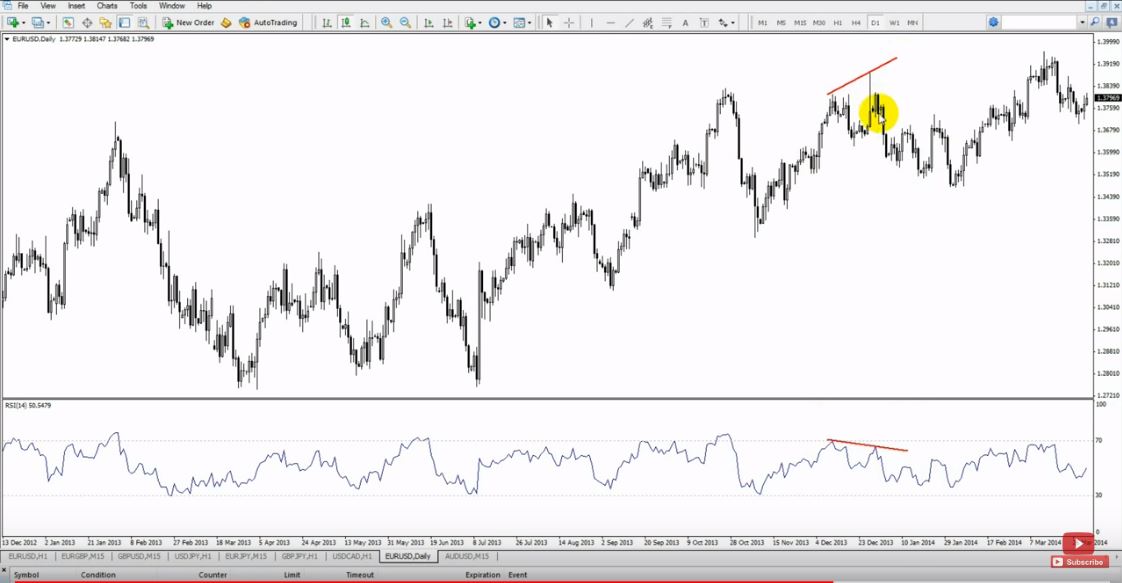 File View Insert Charts Tools Window Help
New Order AutoTrading M1 M5 M15 M30 H1 H4 D1 W1 MN
EURUSD,Daily 1.37729 1.38147 1.37682 1.37969
1.39990
1.39190
1.38390
1.37969
1.37590
1.36790
1.35990
1.35190
1.34390
1.33590
1.32810
1.32010
1.31210
1.30410
1.29610
1.28810
1.28010
1.27210
RSI(14) 50.5479
100
70
30
0
13 Dec 2012 2 Jan 2013 21 Jan 2013 8 Feb 2013 27 Feb 2013 18 Mar 2013 5 Apr 2013 24 Apr 2013 13 May 2013 31 May 2013 19 Jun 2013 8 Jul 2013 26 Jul 2013 14 Aug 2013 2 Sep 2013 20 Sep 2013 9 Oct 2013 28 Oct 2013 15 Nov 2013 4 Dec 2013 23 Dec 2013 10 Jan 2014 29 Jan 2014 17 Feb 2014 7 Mar 2014 2014
EURUSD,H1 EURGBP,M15 GBPUSD,M15 USDJPY,H1 EURJPY,M15 GBPJPY,H1 USDCAD,H1 EURUSD,Daily AUDUSD,M15
Subscribe
Symbol Condition Counter Limit Timeout Expiration Event